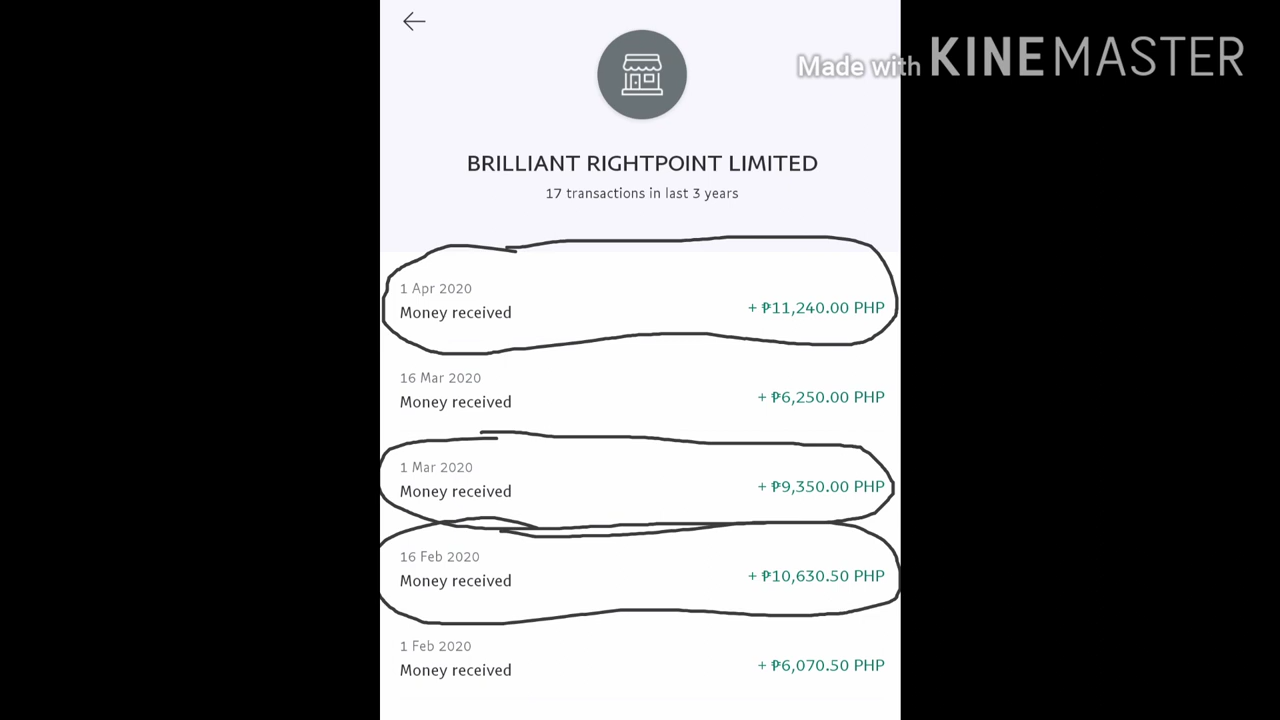 Made with KINEMASTER
BRILLIANT RIGHTPOINT LIMITED
17 transactions in last 3 years
1 Apr 2020
Money received + ₱11,240.00 PHP
16 Mar 2020
Money received + ₱6,250.00 PHP
1 Mar 2020
Money received + ₱9,350.00 PHP
16 Feb 2020
Money received + ₱10,630.50 PHP
1 Feb 2020
Money received + ₱6,070.50 PHP